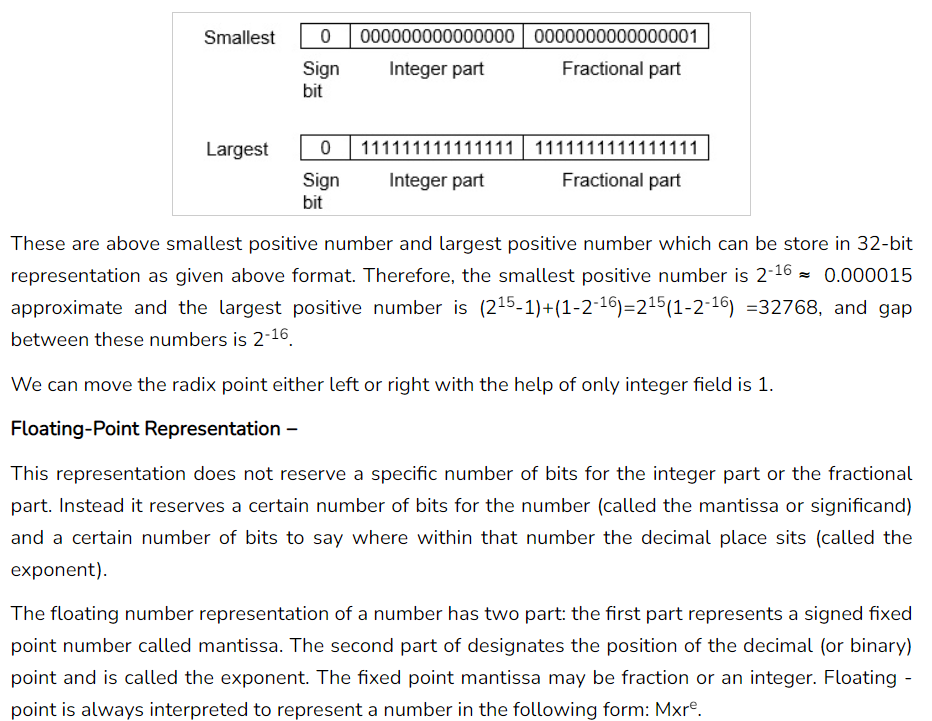 Smallest 0 000000000000000 0000000000000001
Sign bit Integer part Fractional part
Largest 0 111111111111111 1111111111111111
Sign bit Integer part Fractional part
These are above smallest positive number and largest positive number which can be store in 32-bit
representation as given above format. Therefore, the smallest positive number is 2⁻¹⁶ ≈ 0.000015
approximate and the largest positive number is (2¹⁵-1)+(1-2⁻¹⁶)=2¹⁵(1-2⁻¹⁶) =32768, and gap
between these numbers is 2⁻¹⁶.
We can move the radix point either left or right with the help of only integer field is 1.
Floating-Point Representation –
This representation does not reserve a specific number of bits for the integer part or the fractional
part. Instead it reserves a certain number of bits for the number (called the mantissa or significand)
and a certain number of bits to say where within that number the decimal place sits (called the
exponent).
The floating number representation of a number has two part: the first part represents a signed fixed
point number called mantissa. The second part of designates the position of the decimal (or binary)
point and is called the exponent. The fixed point mantissa may be fraction or an integer. Floating -
point is always interpreted to represent a number in the following form: Mxrᵉ.